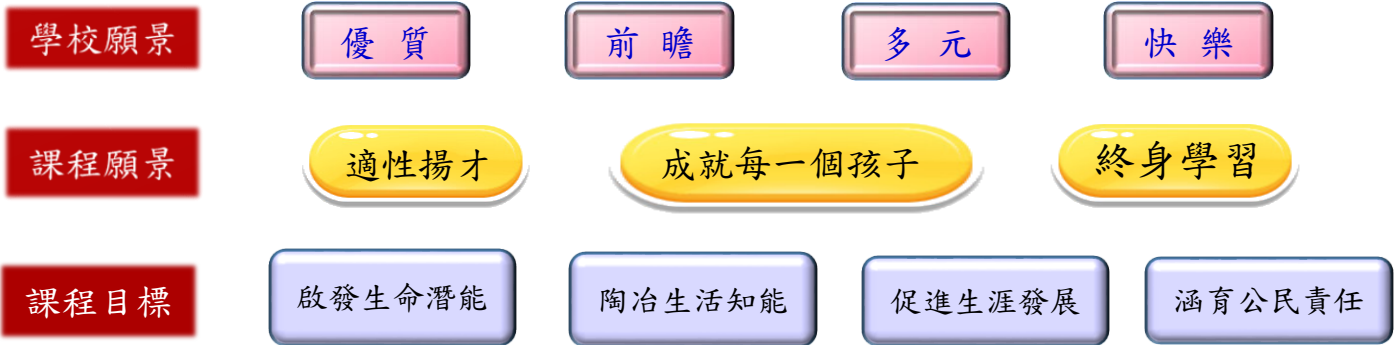 學校願景 優質 前瞻 多元 快樂
課程願景 適性揚才 成就每一個孩子 終身學習
課程目標 啟發生命潛能 陶冶生活知能 促進生涯發展 涵育公民責任